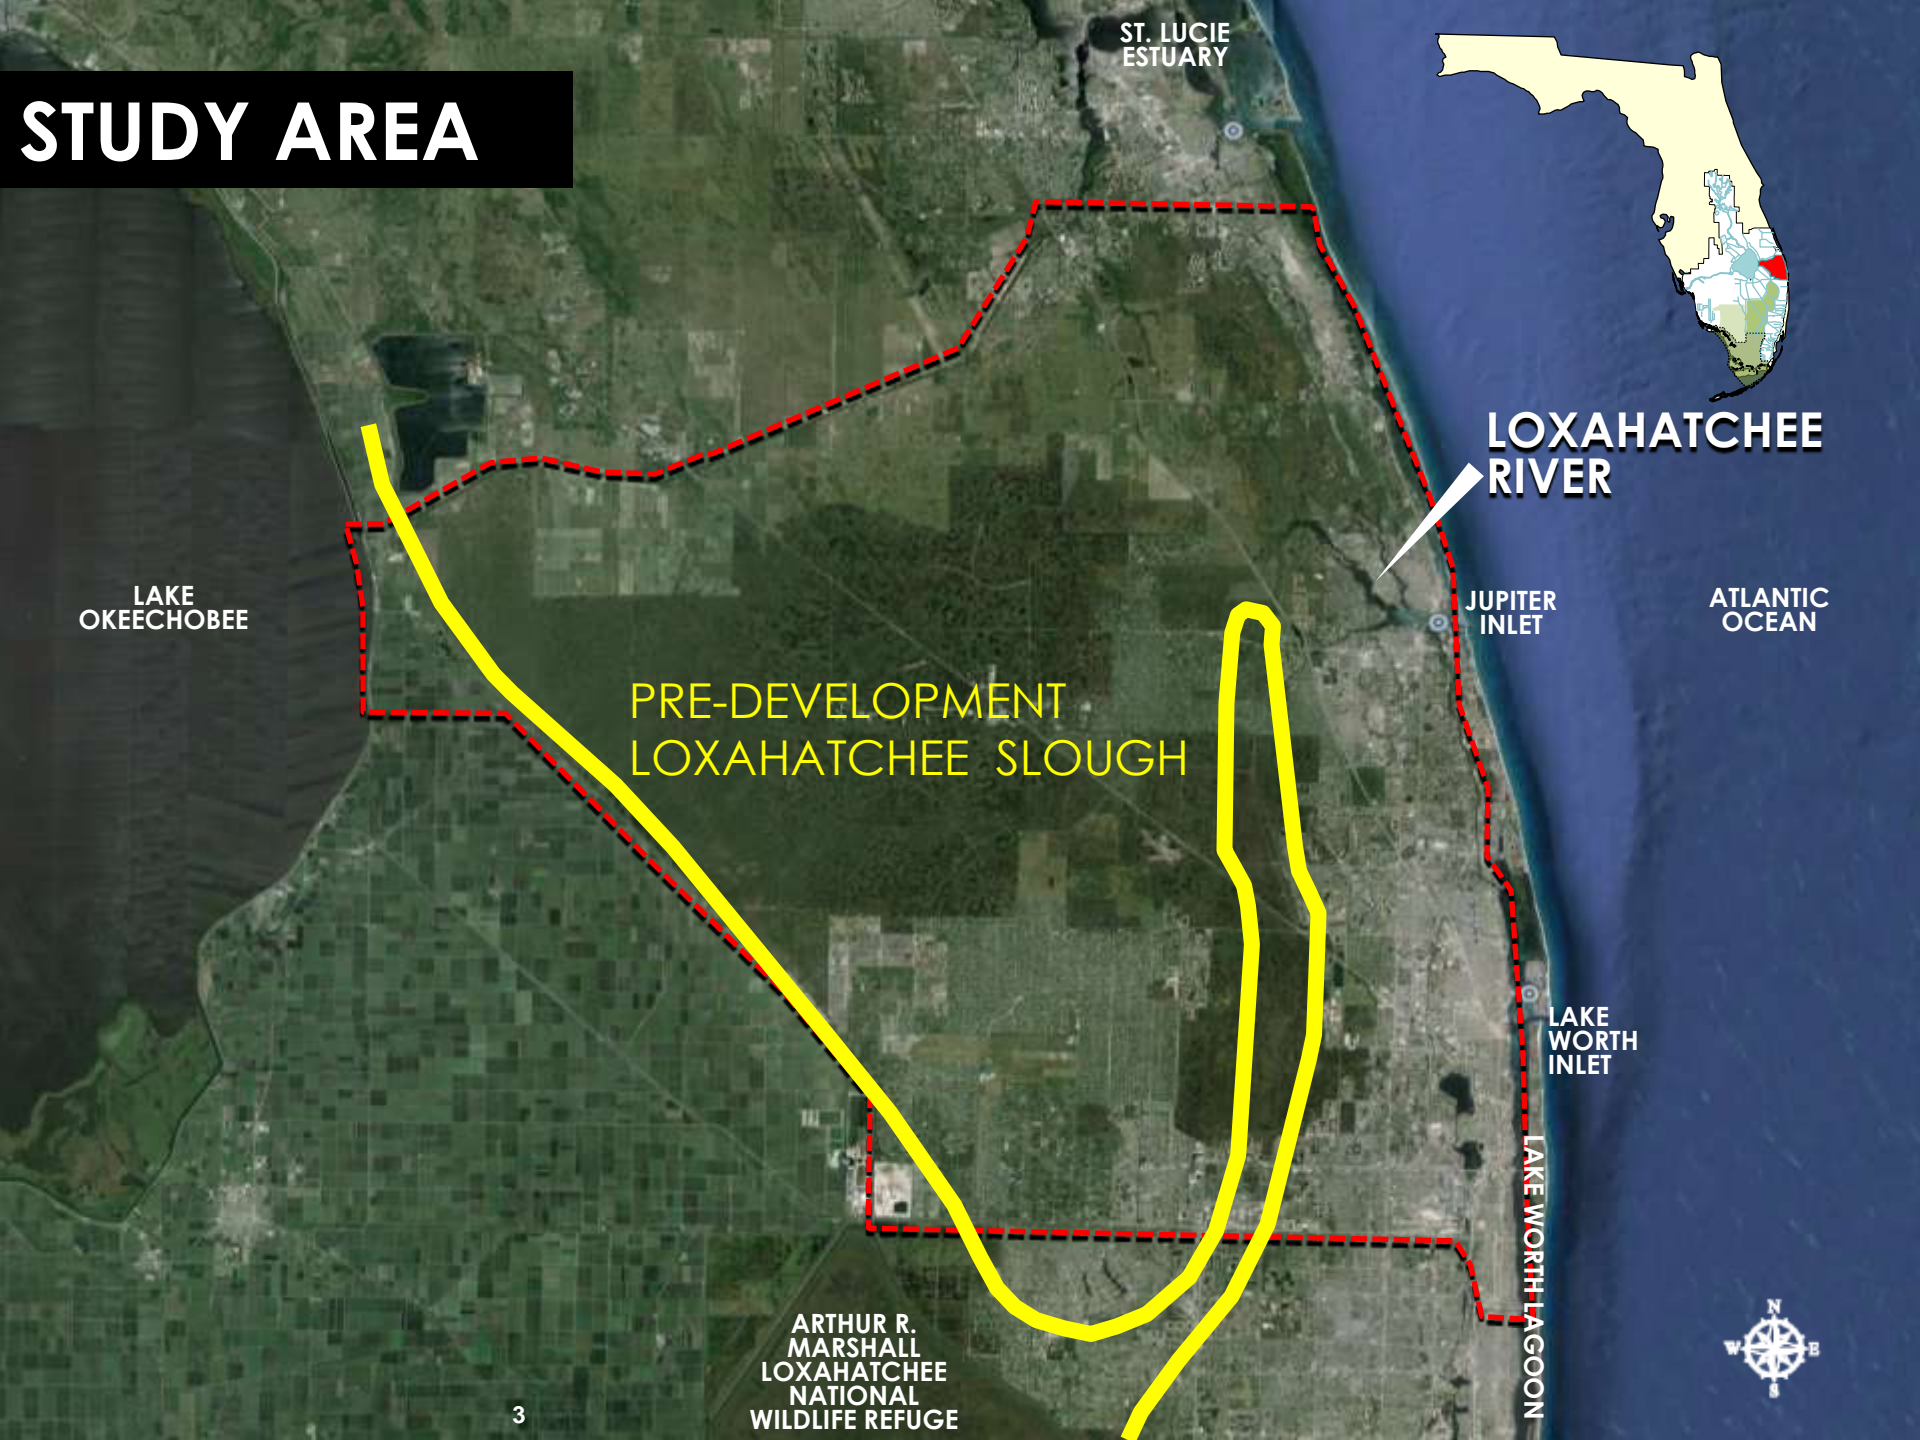 ST. LUCIE
ESTUARY
STUDY AREA
LOXAHATCHEE
RIVER
LAKE
OKEECHOBEE
JUPITER
INLET
ATLANTIC
OCEAN
PRE-DEVELOPMENT
LOXAHATCHEE SLOUGH
LAKE
WORTH
INLET
LAKE WORTH LAGOON
ARTHUR R.
MARSHALL
LOXAHATCHEE
NATIONAL
WILDLIFE REFUGE
N
W E
S
3